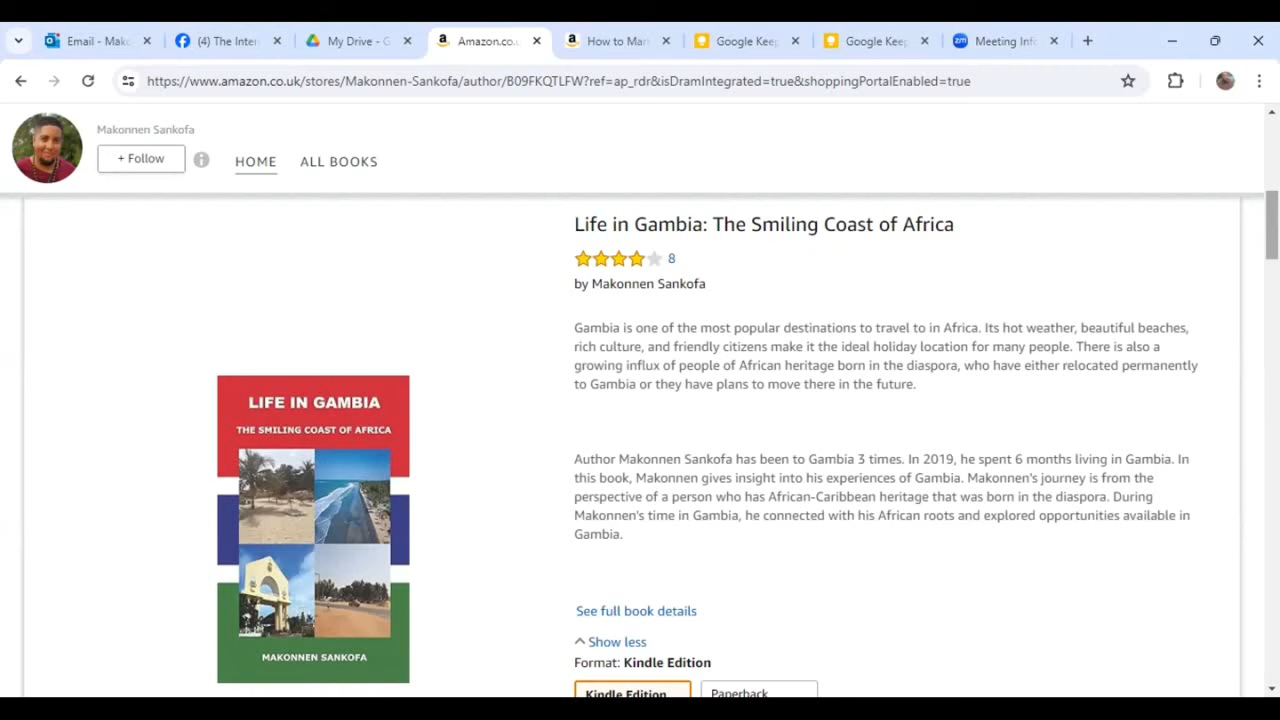 Email - Mako
(4) The Inter
My Drive - G
Amazon.co.u
How to Mar
Google Keep
Google Keep
Meeting Info
https://www.amazon.co.uk/stores/Makonnen-Sankofa/author/B09FKQTLFW?ref=ap_rdr&isDramIntegrated=true&shoppingPortalEnabled=true
Makonnen Sankofa
+ Follow
HOME
ALL BOOKS
Life in Gambia: The Smiling Coast of Africa
8
by Makonnen Sankofa
Gambia is one of the most popular destinations to travel to in Africa. Its hot weather, beautiful beaches,
rich culture, and friendly citizens make it the ideal holiday location for many people. There is also a
growing influx of people of African heritage born in the diaspora, who have either relocated permanently
to Gambia or they have plans to move there in the future.
LIFE IN GAMBIA
THE SMILING COAST OF AFRICA
MAKONNEN SANKOFA
Author Makonnen Sankofa has been to Gambia 3 times. In 2019, he spent 6 months living in Gambia. In
this book, Makonnen gives insight into his experiences of Gambia. Makonnen's journey is from the
perspective of a person who has African-Caribbean heritage that was born in the diaspora. During
Makonnen's time in Gambia, he connected with his African roots and explored opportunities available in
Gambia.
See full book details
Show less
Format: Kindle Edition
Kindle Edition
Paperback